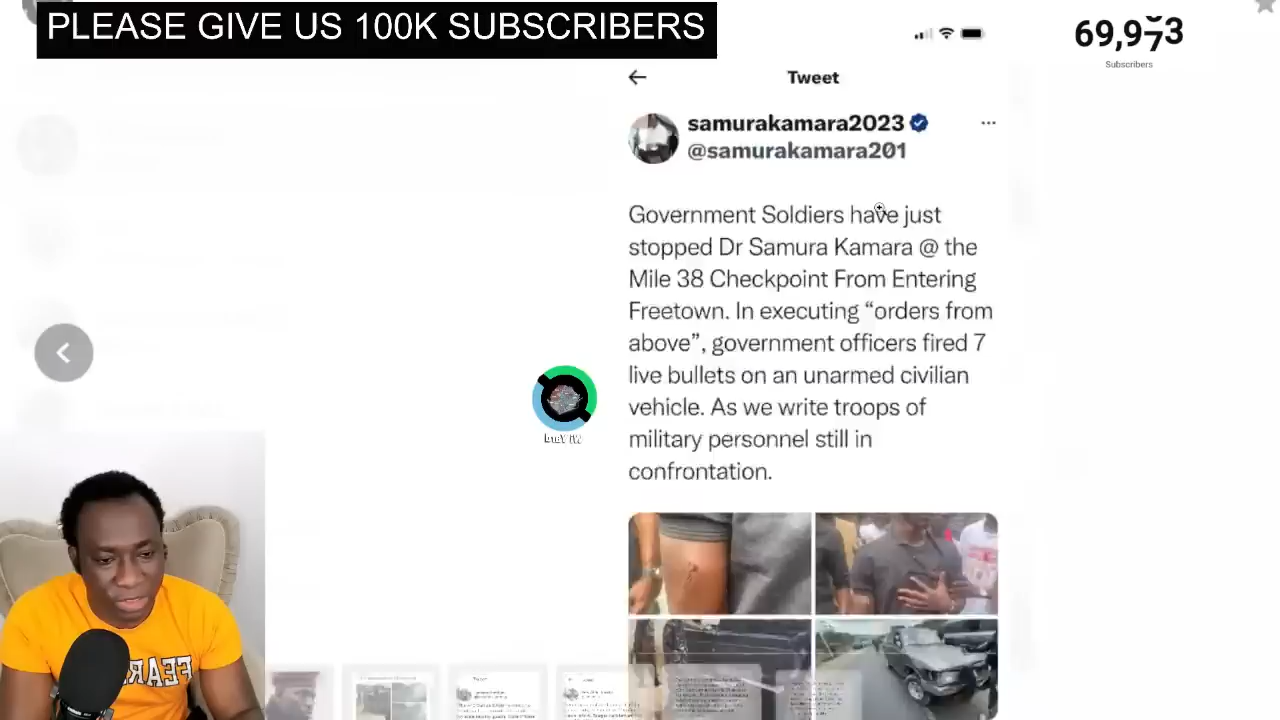 PLEASE GIVE US 100K SUBSCRIBERS
Subscribers
Tweet
samurakamara2023
@samurakamara201
Government Soldiers have just
stopped Dr Samura Kamara @ the
Mile 38 Checkpoint From Entering
Freetown. In executing “orders from
above”, government officers fired 7
live bullets on an unarmed civilian
vehicle. As we write troops of
military personnel still in
confrontation.